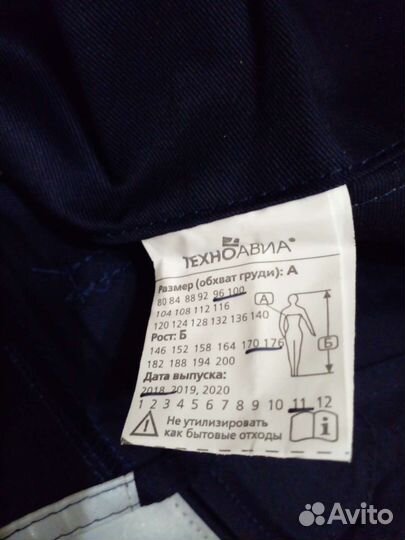 ТЕХНОАВИА®
Размер (обхват груди): А
80 84 88 92 96 100
104 108 112 116
120 124 128 132 136 140
Рост: Б
146 152 158 164 170 176
182 188 194 200
Дата выпуска:
2018, 2019, 2020
1 2 3 4 5 6 7 8 9 10 11 12
Не утилизировать
как бытовые отходы
А
Б
Avito